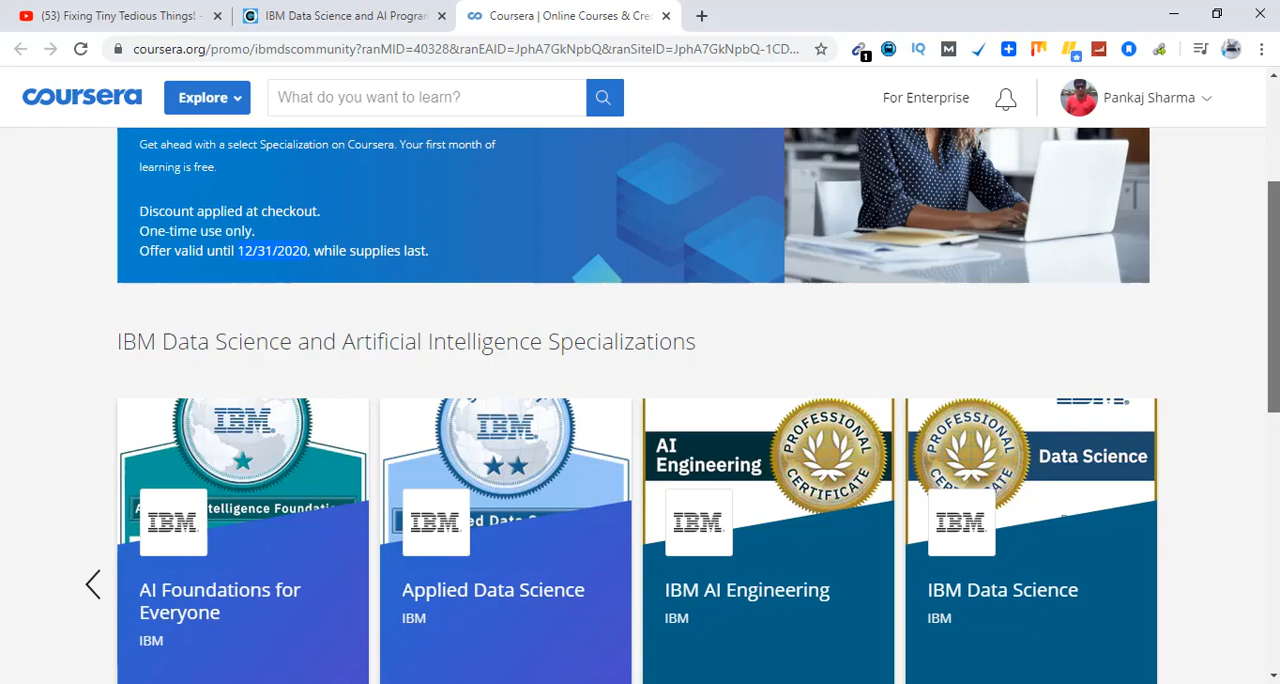 (53) Fixing Tiny Tedious Things! -
IBM Data Science and AI Program
Coursera | Online Courses & Cre
coursera.org/promo/ibmdscommunity?ranMID=40328&ranEAID=JphA7GkNpbQ&ranSiteID=JphA7GkNpbQ-1CD...
1
coursera
Explore
What do you want to learn?
For Enterprise
Pankaj Sharma
Get ahead with a select Specialization on Coursera. Your first month of
learning is free.
Discount applied at checkout.
One-time use only.
Offer valid until 12/31/2020, while supplies last.
IBM Data Science and Artificial Intelligence Specializations
IBM
IBM
AI
Engineering
PROFESSIONAL
CERTIFICATE
PROFESSIONAL
CERTIFICATE
Data Science
IBM
IBM
IBM
IBM
AI Foundations for
Everyone
IBM
Applied Data Science
IBM
IBM AI Engineering
IBM
IBM Data Science
IBM